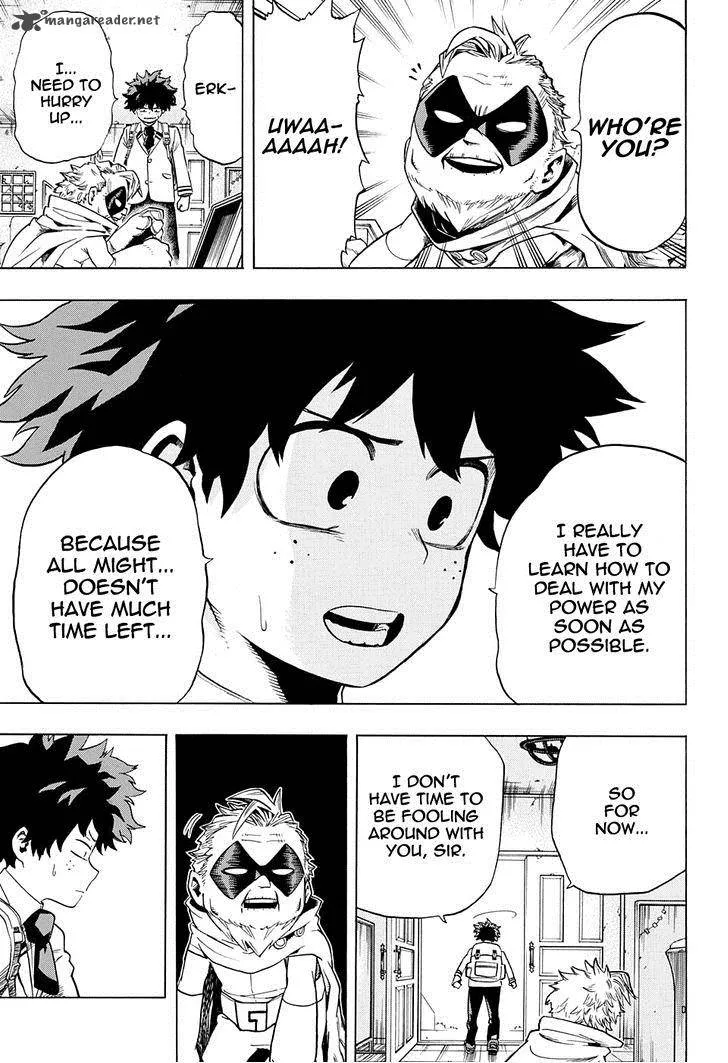 mangareader.net
WHO'RE
YOU?
UWAA-
AAAAH!
ERK-
I...
NEED TO
HURRY
UP...
I REALLY
HAVE TO
LEARN HOW TO
DEAL WITH MY
POWER AS
SOON AS
POSSIBLE.
BECAUSE
ALL MIGHT...
DOESN'T
HAVE MUCH
TIME LEFT...
SO
FOR
NOW...
I DON'T
HAVE TIME TO
BE FOOLING
AROUND WITH
YOU, SIR.
G